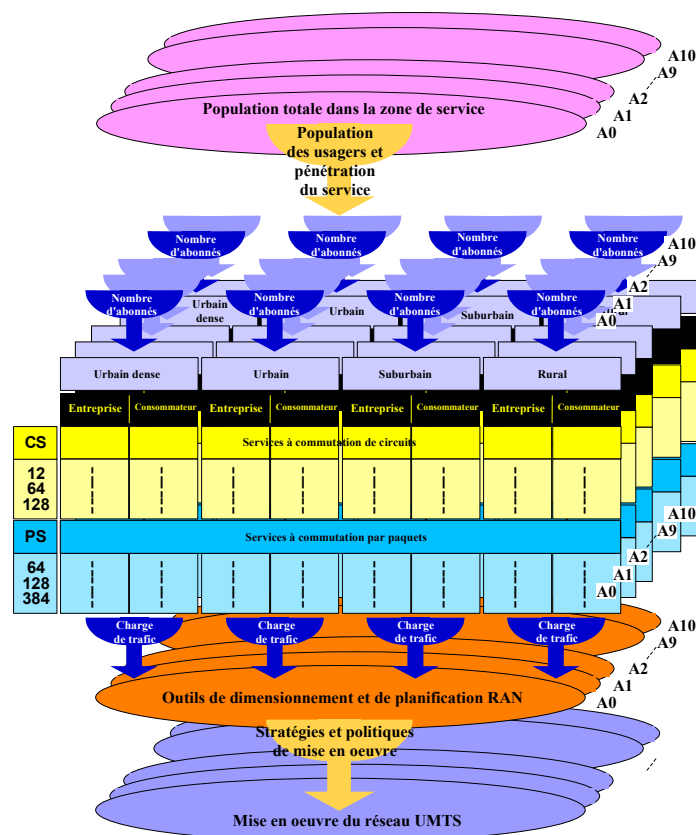 A10
A9
A2
A1
A0
Population totale dans la zone de service
Population
des usagers et
pénétration
du service
Nombre
d'abonnés
Nombre
d'abonnés
Nombre
d'abonnés
Nombre
d'abonnés
A10
A9
A2
A1
A0
Nombre
d'abonnés
Nombre
d'abonnés
Nombre
d'abonnés
Nombre
d'abonnés
Urbain
dense
Urbain
Suburbain
Urbain dense
Urbain
Suburbain
Rural
Entreprise
Consommateur
Entreprise
Consommateur
Entreprise
Consommateur
Entreprise
Consommateur
CS
Services à commutation de circuits
12
64
128
PS
Services à commutation par paquets
64
128
384
A10
A9
A2
A1
A0
Charge
de trafic
Charge
de trafic
Charge
de trafic
Charge
de trafic
A10
A9
A2
A1
A0
Outils de dimensionnement et de planification RAN
Stratégies et politiques
de mise en oeuvre
Mise en oeuvre du réseau UMTS